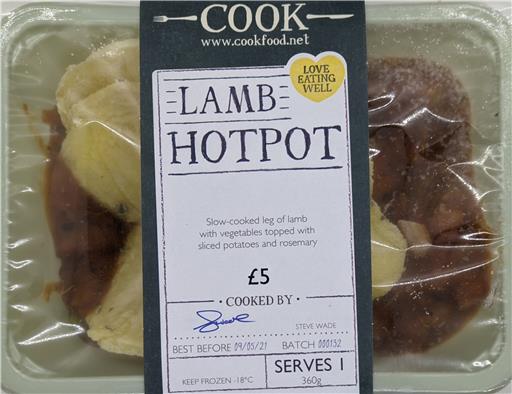 COOK
www.cookfood.net
LOVE
EATING
WELL
LAMB
HOTPOT
Slow-cooked leg of lamb
with vegetables topped with
sliced potatoes and rosemary
£5
· COOKED BY ·
STEVE WADE
BEST BEFORE 09/05/21 BATCH 000152
KEEP FROZEN -18°C
SERVES 1
360g